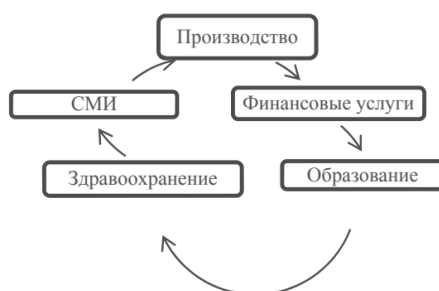 Производство
СМИ
Финансовые услуги
Здравоохранение
Образование